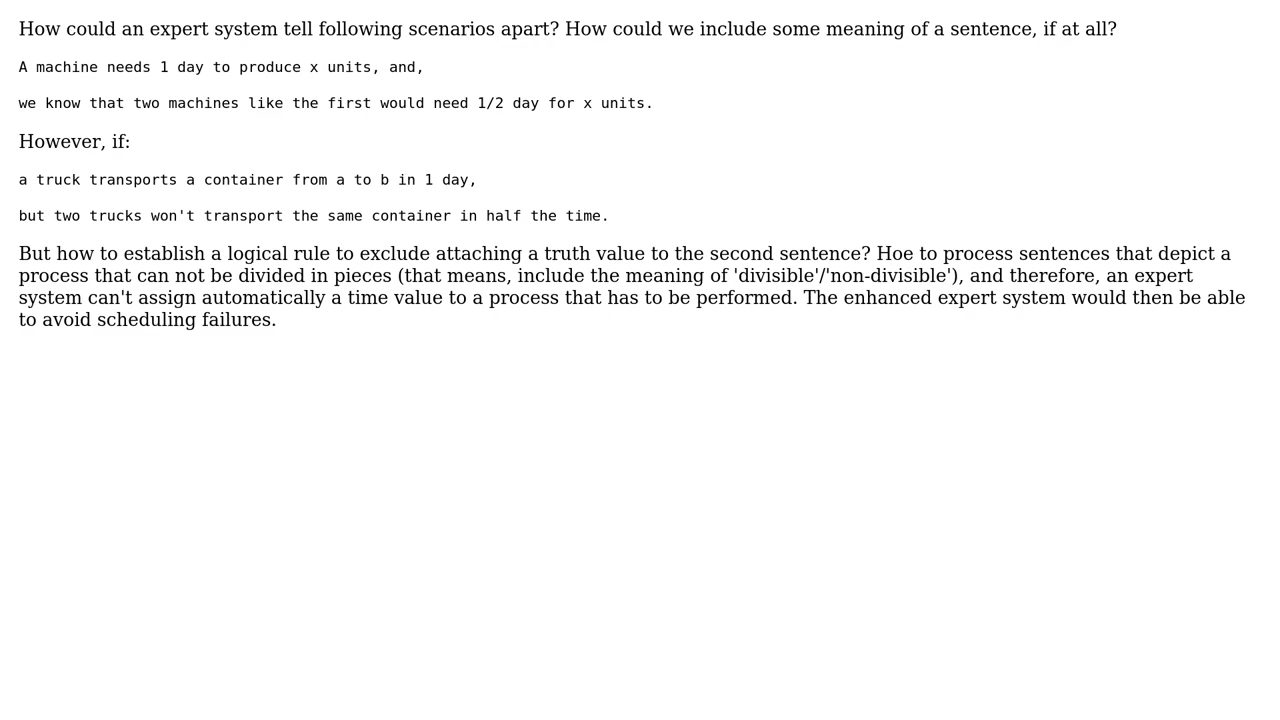 How could an expert system tell following scenarios apart? How could we include some meaning of a sentence, if at all?
A machine needs 1 day to produce x units, and,
we know that two machines like the first would need 1/2 day for x units.
However, if:
a truck transports a container from a to b in 1 day,
but two trucks won't transport the same container in half the time.
But how to establish a logical rule to exclude attaching a truth value to the second sentence? Hoe to process sentences that depict a
process that can not be divided in pieces (that means, include the meaning of 'divisible'/'non-divisible'), and therefore, an expert
system can't assign automatically a time value to a process that has to be performed. The enhanced expert system would then be able
to avoid scheduling failures.